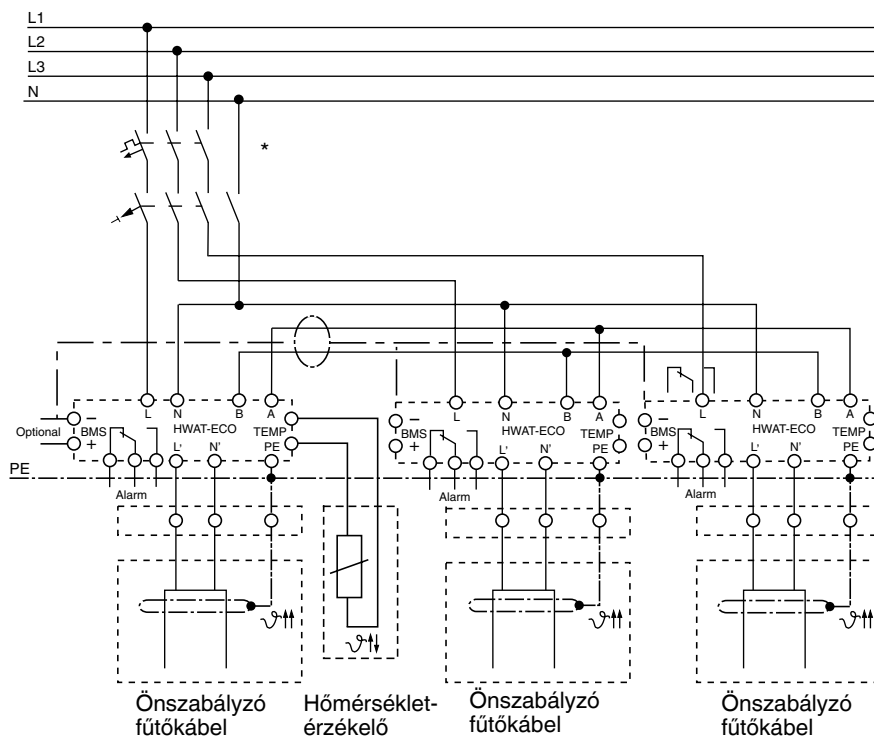 L1
L2
L3
N
*
L N B A
Optional − BMS + HWAT-ECO TEMP
L' N' PE
L N B A
− BMS + HWAT-ECO TEMP
L' N' PE
L N B A
− BMS + HWAT-ECO TEMP
L' N' PE
PE
Alarm
Alarm
Alarm
ϑ
ϑ
ϑ
ϑ
Önszabályzó
fűtőkábel
Hőmérséklet-
érzékelő
Önszabályzó
fűtőkábel
Önszabályzó
fűtőkábel